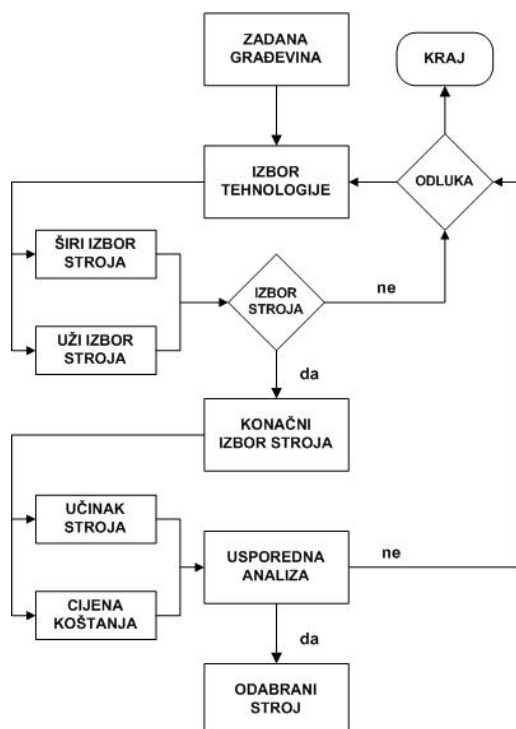 ZADANA
GRAĐEVINA
KRAJ
IZBOR
TEHNOLOGIJE
ODLUKA
ŠIRI IZBOR
STROJA
UŽI IZBOR
STROJA
IZBOR
STROJA
ne
da
KONAČNI
IZBOR STROJA
UČINAK
STROJA
CIJENA
KOŠTANJA
USPOREDNA
ANALIZA
ne
da
ODABRANI
STROJ